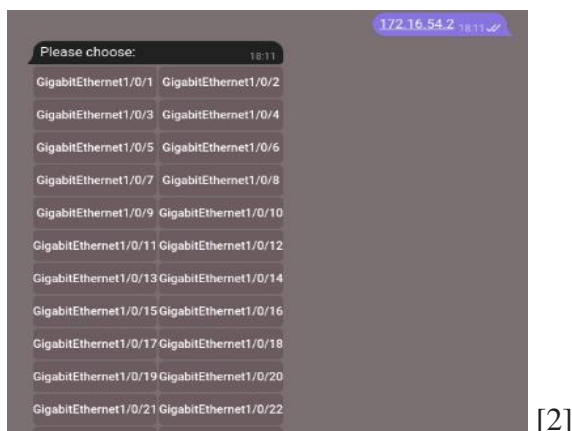 172.16.54.2 18:11
Please choose: 18:11
GigabitEthernet1/0/1 GigabitEthernet1/0/2
GigabitEthernet1/0/3 GigabitEthernet1/0/4
GigabitEthernet1/0/5 GigabitEthernet1/0/6
GigabitEthernet1/0/7 GigabitEthernet1/0/8
GigabitEthernet1/0/9 GigabitEthernet1/0/10
GigabitEthernet1/0/11 GigabitEthernet1/0/12
GigabitEthernet1/0/13 GigabitEthernet1/0/14
GigabitEthernet1/0/15 GigabitEthernet1/0/16
GigabitEthernet1/0/17 GigabitEthernet1/0/18
GigabitEthernet1/0/19 GigabitEthernet1/0/20
GigabitEthernet1/0/21 GigabitEthernet1/0/22
[2]